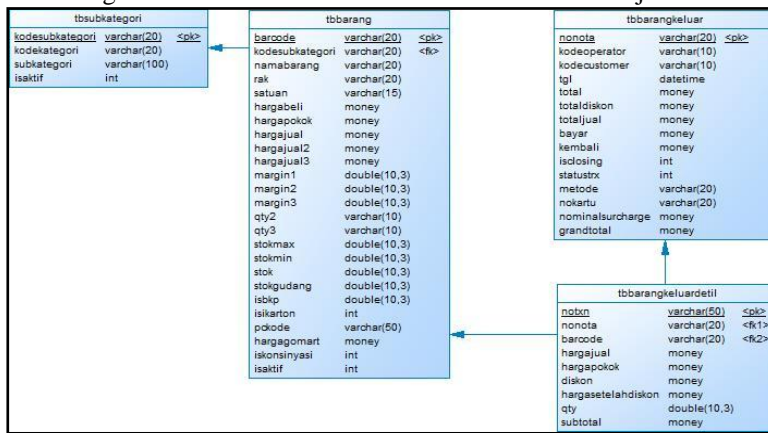 tbsubkategori
kodesubkategori varchar(20) <pk>
kodekategori varchar(20)
subkategori varchar(100)
isaktif int
tbbarang
barcode varchar(20) <pk>
kodesubkategori varchar(20) <fk>
namabarang varchar(20)
rak varchar(20)
satuan varchar(15)
hargabeli money
hargapokok money
hargajual money
hargajual2 money
hargajual3 money
margin1 double(10,3)
margin2 double(10,3)
margin3 double(10,3)
qty2 varchar(10)
qty3 varchar(10)
stokmax double(10,3)
stokmin double(10,3)
stok double(10,3)
stokgudang double(10,3)
isbkp double(10,3)
isikarton int
pckode varchar(50)
hargagomart money
iskonsinyasi int
isaktif int
tbbarangkeluar
nonota varchar(20) <pk>
kodeoperator varchar(10)
kodecustomer varchar(10)
tgl datetime
total money
totaldiskon money
totaljual money
bayar money
kembali money
isclosing int
statustrx int
metode varchar(20)
nokartu varchar(20)
nominalsurcharge money
grandtotal money
tbbarangkeluardetil
notxn varchar(50) <pk>
nonota varchar(20) <fk1>
barcode varchar(20) <fk2>
hargajual money
hargapokok money
diskon money
hargasetelahdiskon money
qty double(10,3)
subtotal money